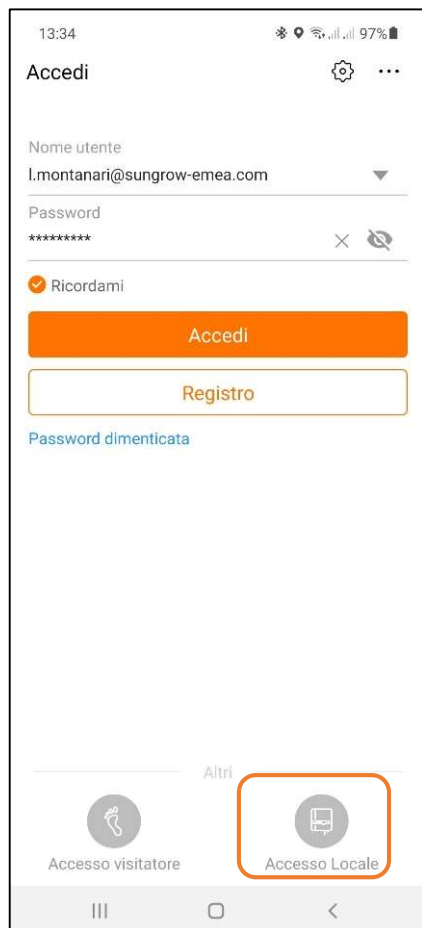 13:34 97%
Accedi
Nome utente
l.montanari@sungrow-emea.com
Password
*********
Ricordami
Accedi
Registro
Password dimenticata
Altri
Accesso visitatore Accesso Locale